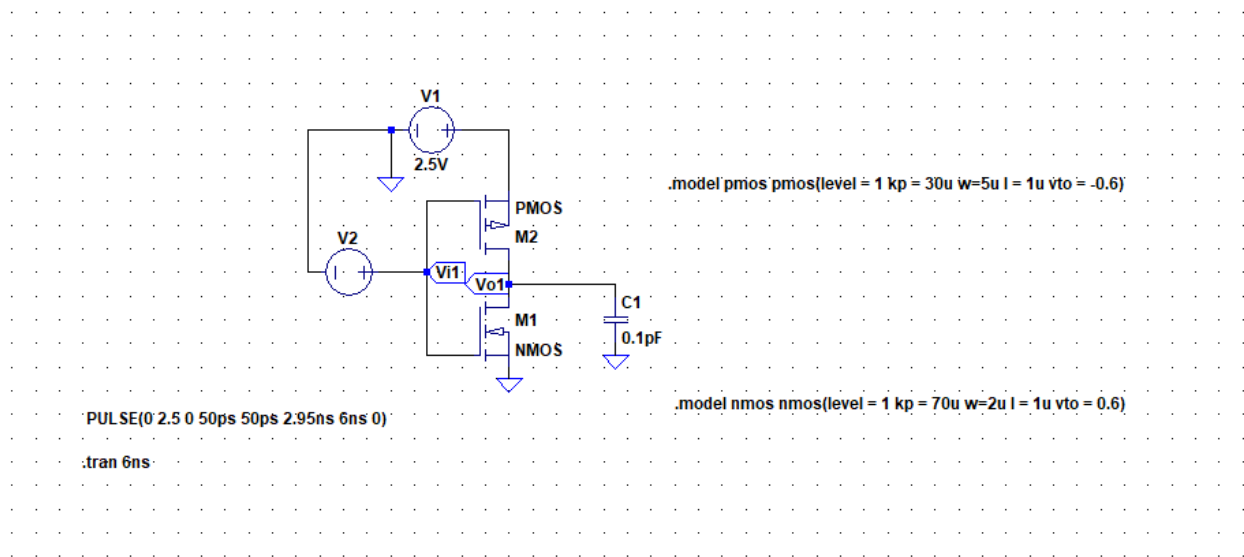 V1
2.5V
.model pmos pmos(level = 1 kp = 30u w=5u l = 1u vto = -0.6)
PMOS
M2
V2
Vi1
Vo1
C1
M1
0.1pF
NMOS
.model nmos nmos(level = 1 kp = 70u w=2u l = 1u vto = 0.6)
PULSE(0 2.5 0 50ps 50ps 2.95ns 6ns 0)
.tran 6ns